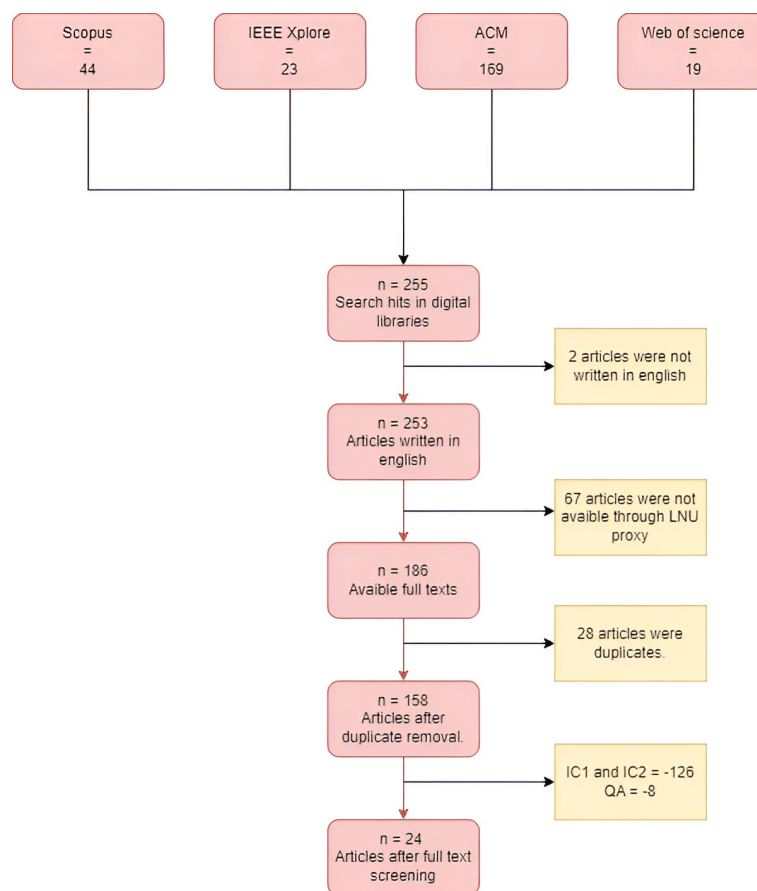 Scopus
=
44
IEEE Xplore
=
23
ACM
=
169
Web of science
=
19
n = 255
Search hits in digital
libraries
2 articles were not
written in english
n = 253
Articles written in
english
67 articles were not
avaible through LNU
proxy
n = 186
Avaible full texts
28 articles were
duplicates.
n = 158
Articles after
duplicate removal.
IC1 and IC2 = -126
QA = -8
n = 24
Articles after full text
screening